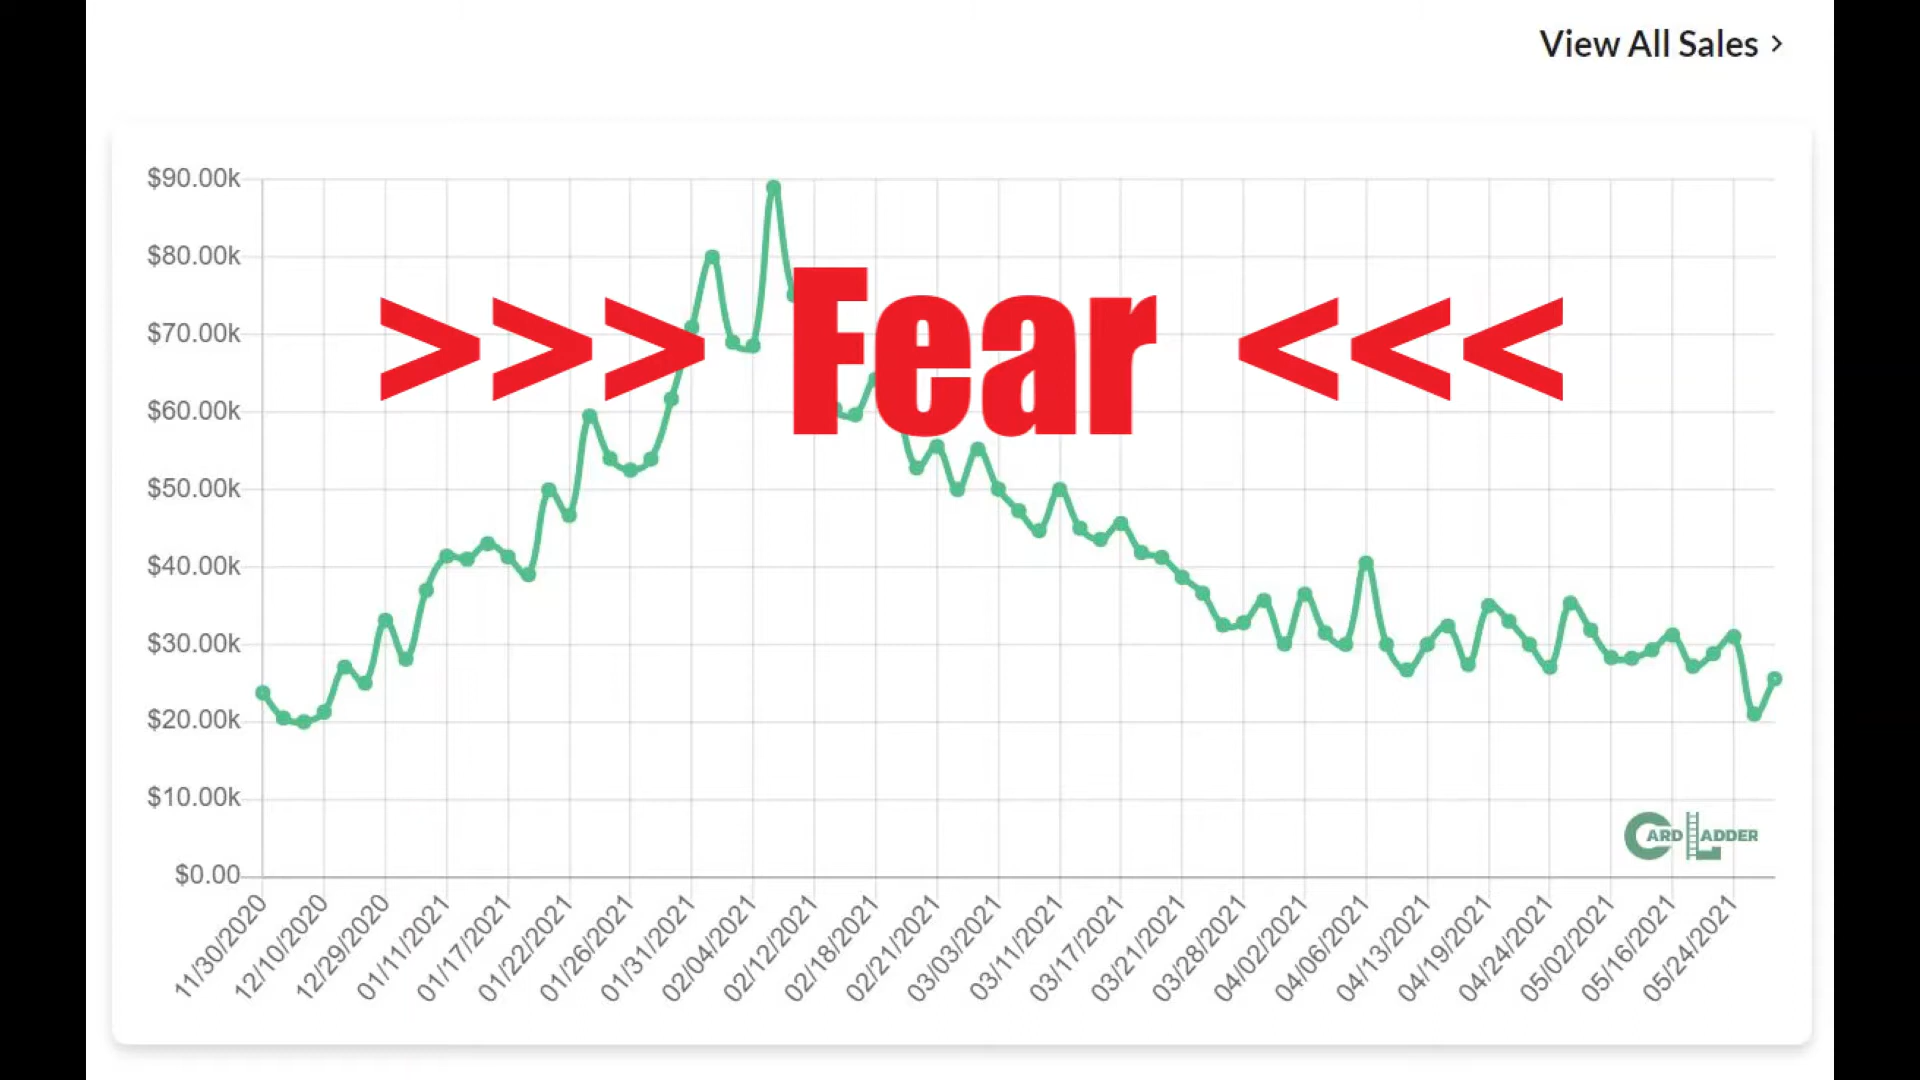 View All Sales >
$90.00k
$80.00k
>>> Fear <<<
$70.00k
$60.00k
$50.00k
$40.00k
$30.00k
$20.00k
$10.00k
CARD LADDER
$0.00
11/30/2020
12/10/2020
12/29/2020
01/11/2021
01/17/2021
01/22/2021
01/26/2021
01/31/2021
02/04/2021
02/12/2021
02/18/2021
02/21/2021
03/03/2021
03/11/2021
03/17/2021
03/21/2021
03/28/2021
04/02/2021
04/06/2021
04/13/2021
04/19/2021
04/24/2021
05/02/2021
05/16/2021
05/24/2021